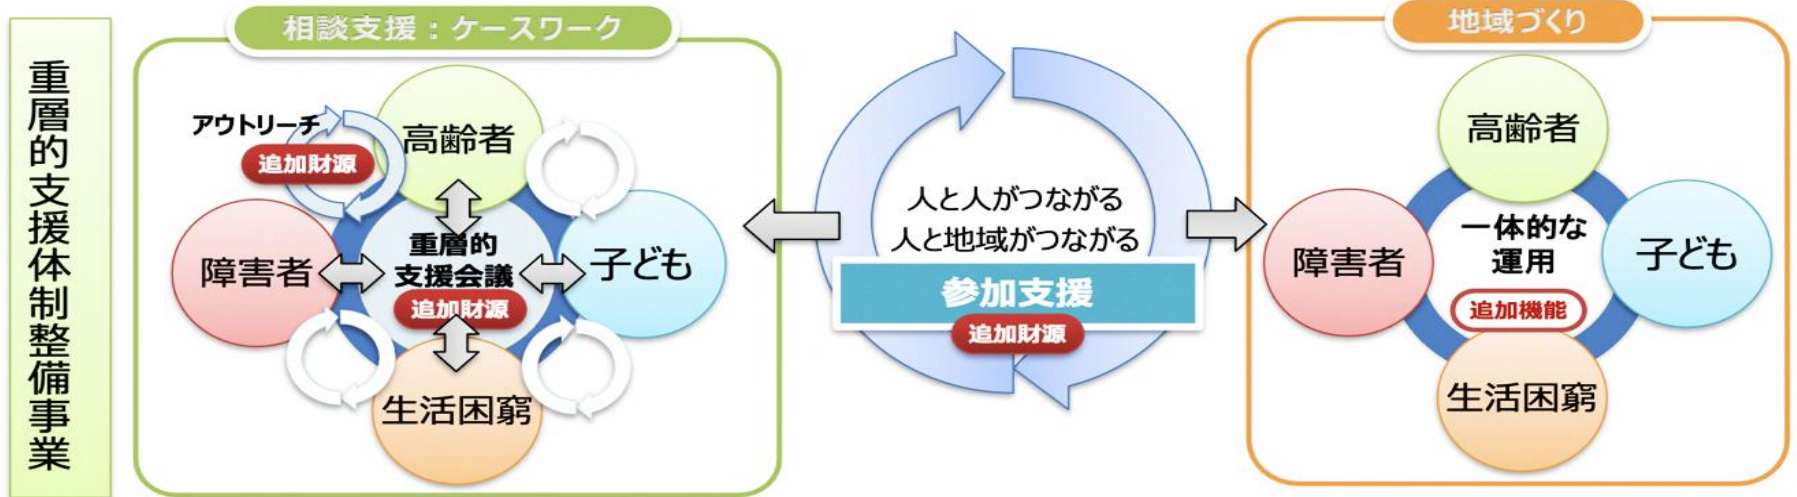 重層的支援体制整備事業
相談支援：ケースワーク
アウトリーチ
追加財源
高齢者
障害者
重層的
支援会議
追加財源
子ども
生活困窮
人と人がつながる
人と地域がつながる
参加支援
追加財源
地域づくり
高齢者
障害者
一体的な
運用
追加機能
子ども
生活困窮